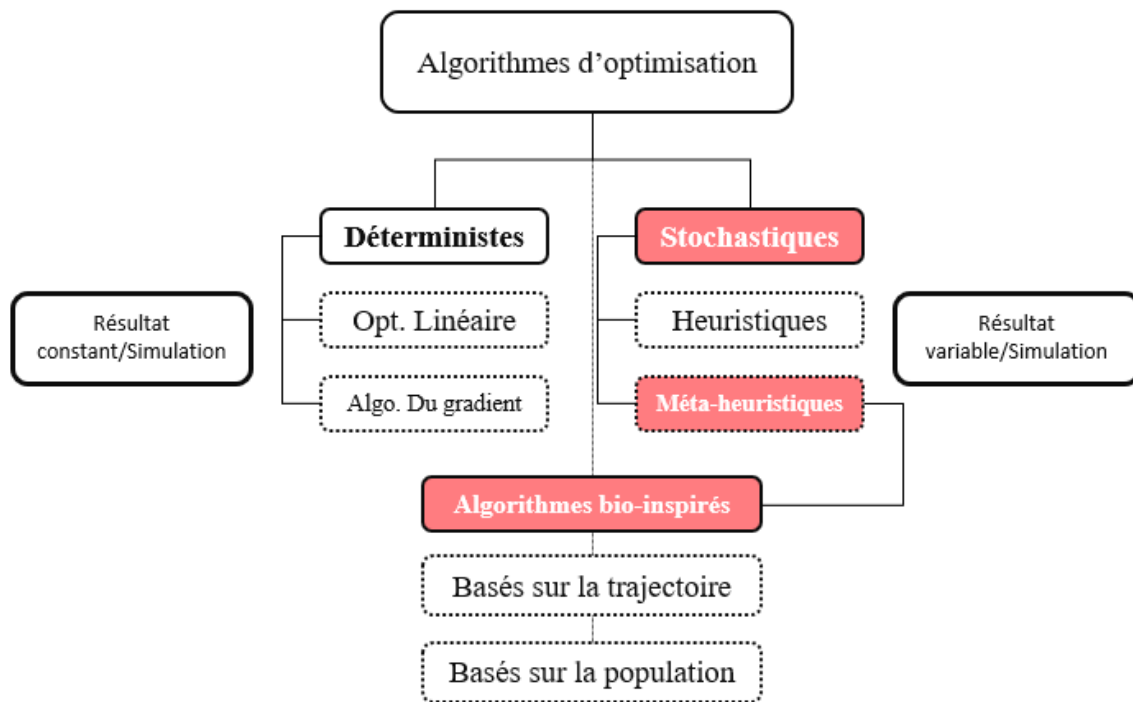 Algorithmes d’optimisation
Déterministes
Stochastiques
Opt. Linéaire
Heuristiques
Résultat
constant/Simulation
Résultat
variable/Simulation
Algo. Du gradient
Méta-heuristiques
Algorithmes bio-inspirés
Basés sur la trajectoire
Basés sur la population